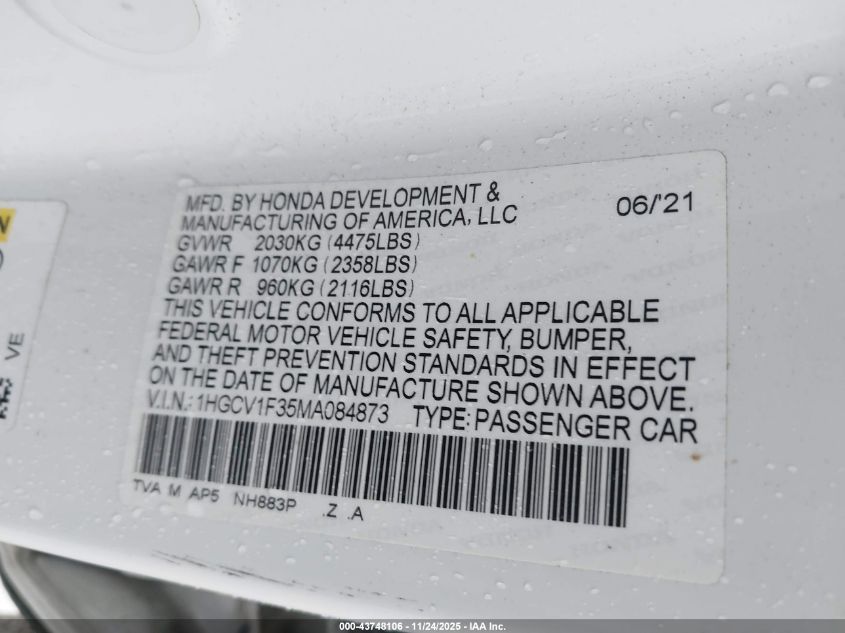 MFD. BY HONDA DEVELOPMENT &
MANUFACTURING OF AMERICA, LLC 06/'21
GVWR 2030KG (4475LBS)
GAWR F 1070KG (2358LBS)
GAWR R 960KG (2116LBS)
THIS VEHICLE CONFORMS TO ALL APPLICABLE
FEDERAL MOTOR VEHICLE SAFETY, BUMPER,
AND THEFT PREVENTION STANDARDS IN EFFECT
ON THE DATE OF MANUFACTURE SHOWN ABOVE.
V.I.N.: 1HGCV1F35MA084873 TYPE: PASSENGER CAR
TVA M AP5 NH883P .Z .A
N
VE
000-43748106 - 11/24/2025 - IAA Inc.